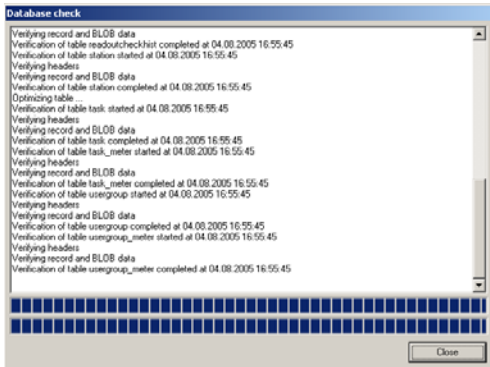 Database check
Verifying record and BLOB data
Verification of table readoutcheckhist completed at 04.08.2005 16:55:45
Verification of table station started at 04.08.2005 16:55:45
Verifying headers
Verifying record and BLOB data
Verification of table station completed at 04.08.2005 16:55:45
Optimizing table ...
Verification of table task started at 04.08.2005 16:55:45
Verifying headers
Verifying record and BLOB data
Verification of table task completed at 04.08.2005 16:55:45
Verification of table task_meter started at 04.08.2005 16:55:45
Verifying headers
Verifying record and BLOB data
Verification of table task_meter completed at 04.08.2005 16:55:45
Verification of table usergroup started at 04.08.2005 16:55:45
Verifying headers
Verifying record and BLOB data
Verification of table usergroup completed at 04.08.2005 16:55:45
Verification of table usergroup_meter started at 04.08.2005 16:55:45
Verifying headers
Verifying record and BLOB data
Verification of table usergroup_meter completed at 04.08.2005 16:55:45
Close